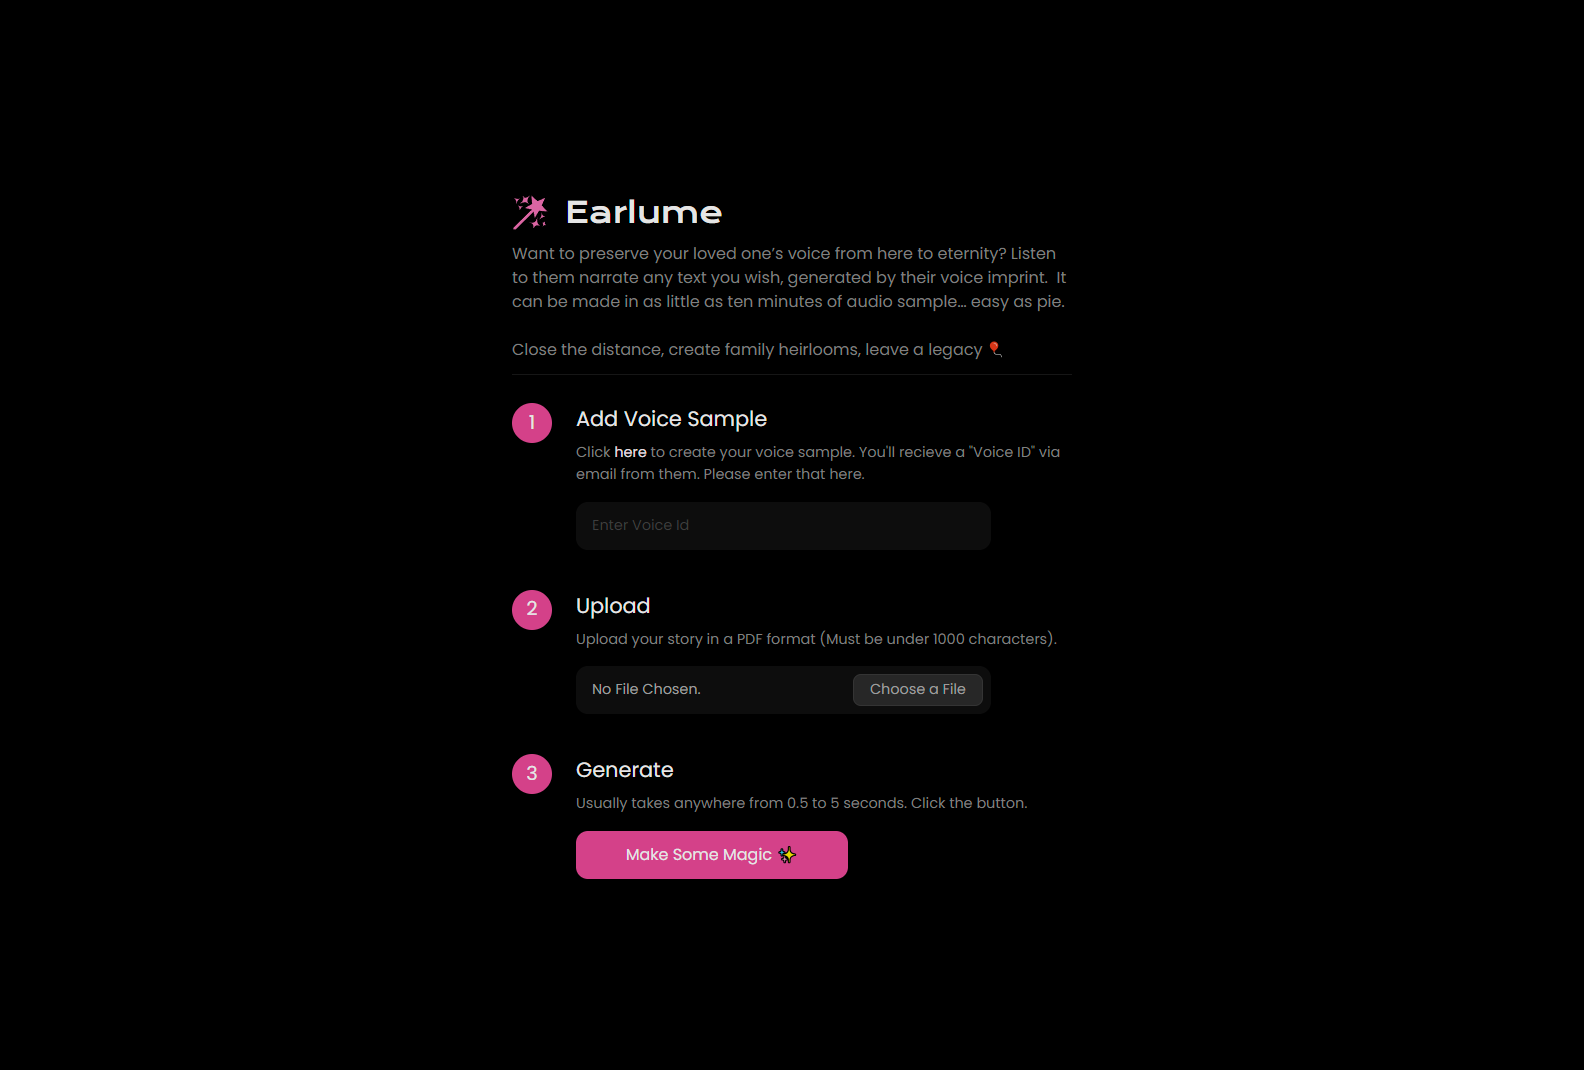 Earlume
Want to preserve your loved one’s voice from here to eternity? Listen
to them narrate any text you wish, generated by their voice imprint.  It
can be made in as little as ten minutes of audio sample... easy as pie.
Close the distance, create family heirlooms, leave a legacy 🎈
1
Add Voice Sample
Click here to create your voice sample. You'll recieve a "Voice ID" via
email from them. Please enter that here.
Enter Voice Id
2
Upload
Upload your story in a PDF format (Must be under 1000 characters).
No File Chosen.
Choose a File
3
Generate
Usually takes anywhere from 0.5 to 5 seconds. Click the button.
Make Some Magic ✨